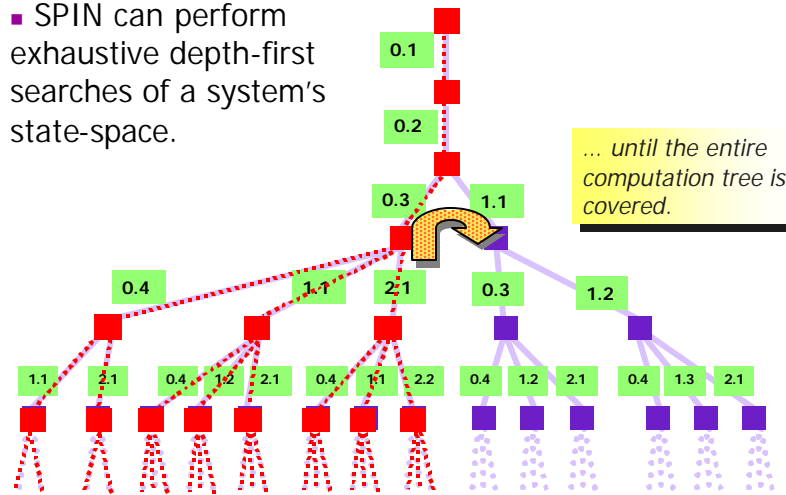 ▪ SPIN can perform
exhaustive depth-first
searches of a system's
state-space.
0.1
0.2
... until the entire
computation tree is
covered.
0.3 1.1
0.4 1.1 2.1 0.3 1.2
1.1 2.1 0.4 1.2 2.1 0.4 1.1 2.2 0.4 1.2 2.1 0.4 1.3 2.1